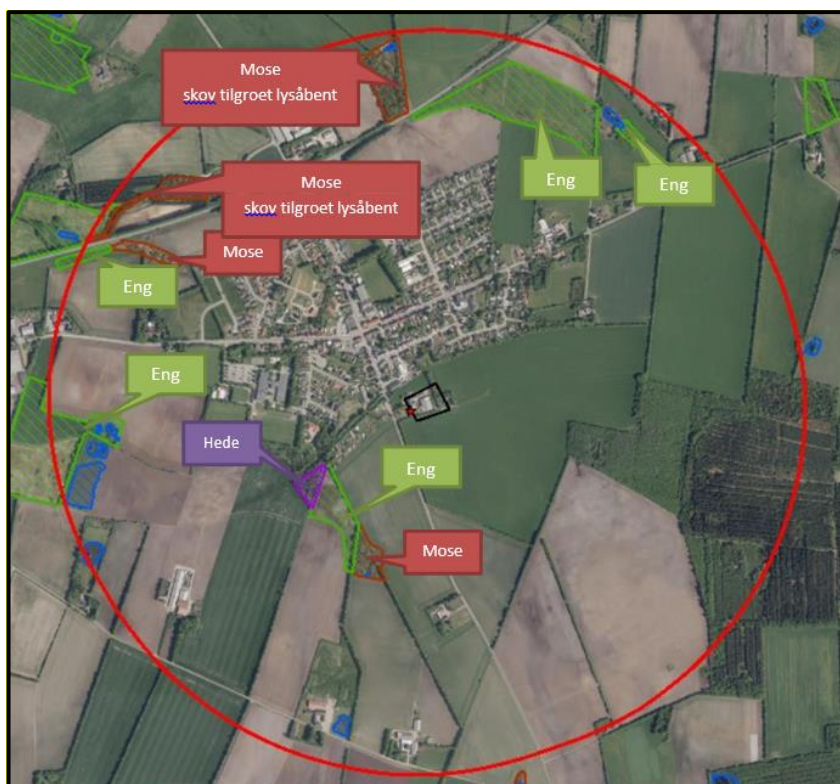 Mose
skov tilgroet lysåbent
Eng
Eng
Mose
skov tilgroet lysåbent
Mose
Eng
Eng
Hede
Eng
Mose